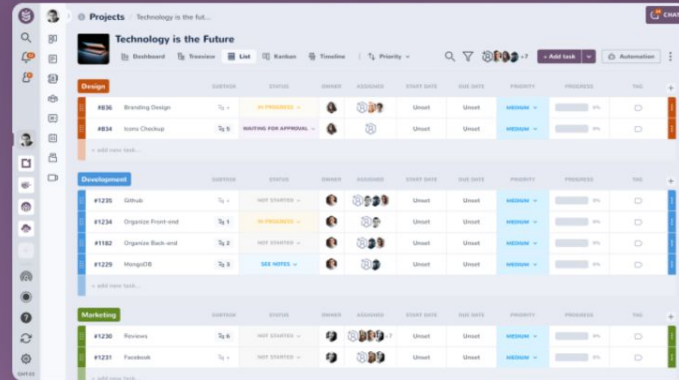 Projects / Technology is the fut...
CHAT
Technology is the Future
Dashboard Treeview List Kanban Timeline Priority +7 + Add task Automation
Design SUBTASK STATUS OWNER ASSIGNEE START DATE DUE DATE PRIORITY PROGRESS TAG
#836 Branding Design IN PROGRESS Unset Unset MEDIUM 0%
#834 Icons Checkup 5 WAITING FOR APPROVAL Unset Unset MEDIUM 0%
+ add new task...
Development SUBTASK STATUS OWNER ASSIGNEE START DATE DUE DATE PRIORITY PROGRESS TAG
#1235 Github NOT STARTED Unset Unset MEDIUM 0%
#1234 Organize Front-end 1 IN PROGRESS Unset Unset MEDIUM 0%
#1182 Organize Back-end 2 NOT STARTED Unset Unset MEDIUM 0%
#1229 MongoDB 3 SEE NOTES Unset Unset MEDIUM 0%
+ add new task...
Marketing SUBTASK STATUS OWNER ASSIGNEE START DATE DUE DATE PRIORITY PROGRESS TAG
#1230 Reviews 6 NOT STARTED +7 Unset Unset MEDIUM 0%
#1231 Facebook NOT STARTED Unset Unset MEDIUM 0%
+ add new task...